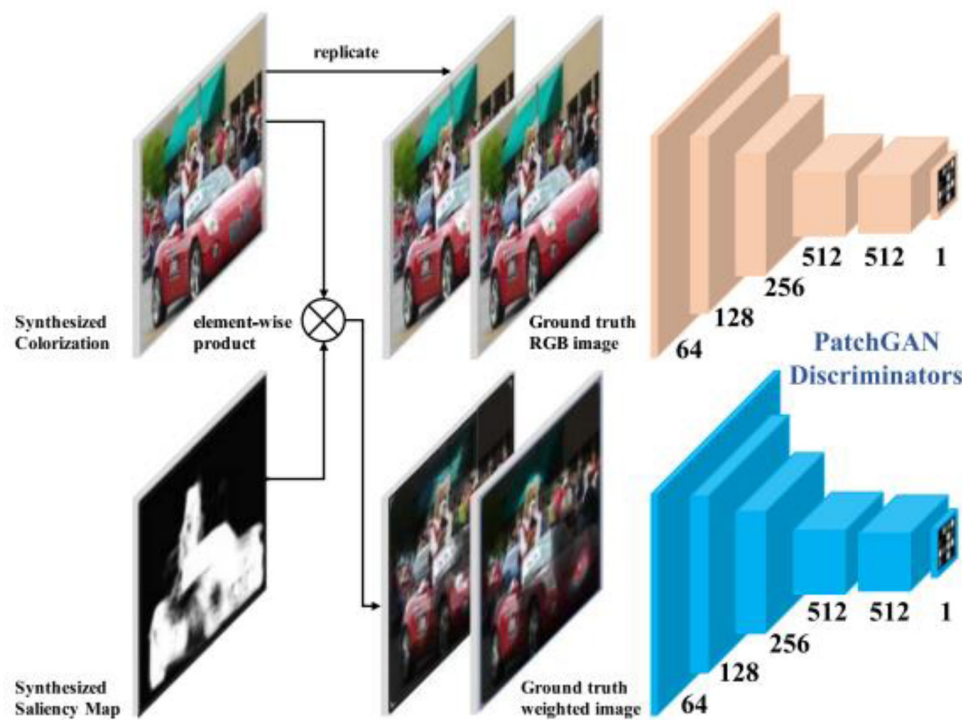 replicate
Synthesized
Colorization
element-wise
product
Ground truth
RGB image
64
128
256
512
512
1
PatchGAN
Discriminators
Synthesized
Saliency Map
Ground truth
weighted image
64
128
256
512
512
1